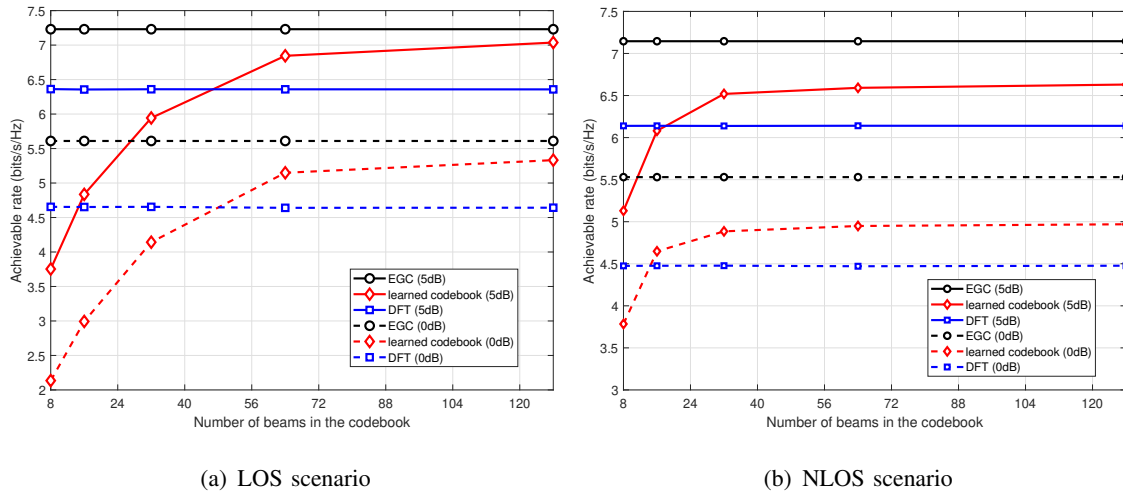 7.5
7
6.5
6
5.5
5
4.5
4
3.5
3
2.5
2
Achievable rate (bits/s/Hz)
8 24 40 56 72 88 104 120
Number of beams in the codebook
EGC (5dB)
learned codebook (5dB)
DFT (5dB)
EGC (0dB)
learned codebook (0dB)
DFT (0dB)
(a) LOS scenario
7.5
7
6.5
6
5.5
5
4.5
4
3.5
3
Achievable rate (bits/s/Hz)
8 24 40 56 72 88 104 120
Number of beams in the codebook
EGC (5dB)
learned codebook (5dB)
DFT (5dB)
EGC (0dB)
learned codebook (0dB)
DFT (0dB)
(b) NLOS scenario